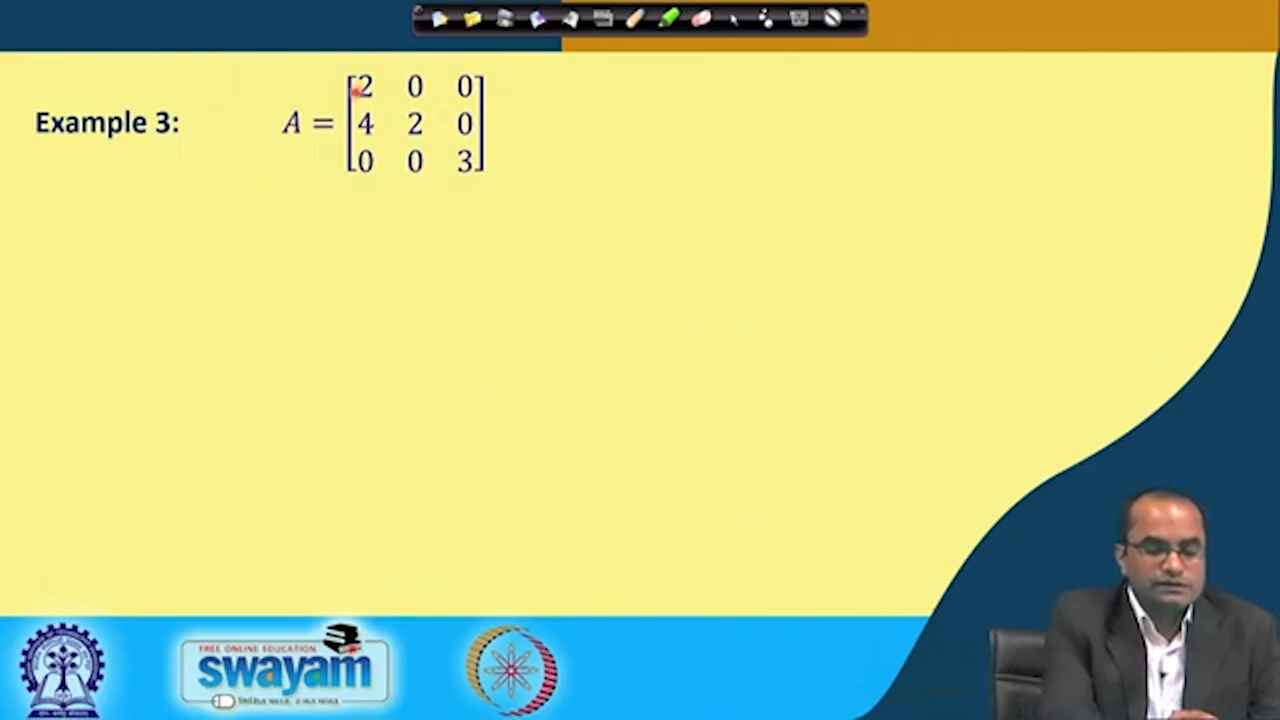 Example 3:
A = [2 0 0
4 2 0
0 0 3]
FREE ONLINE EDUCATION
swayam